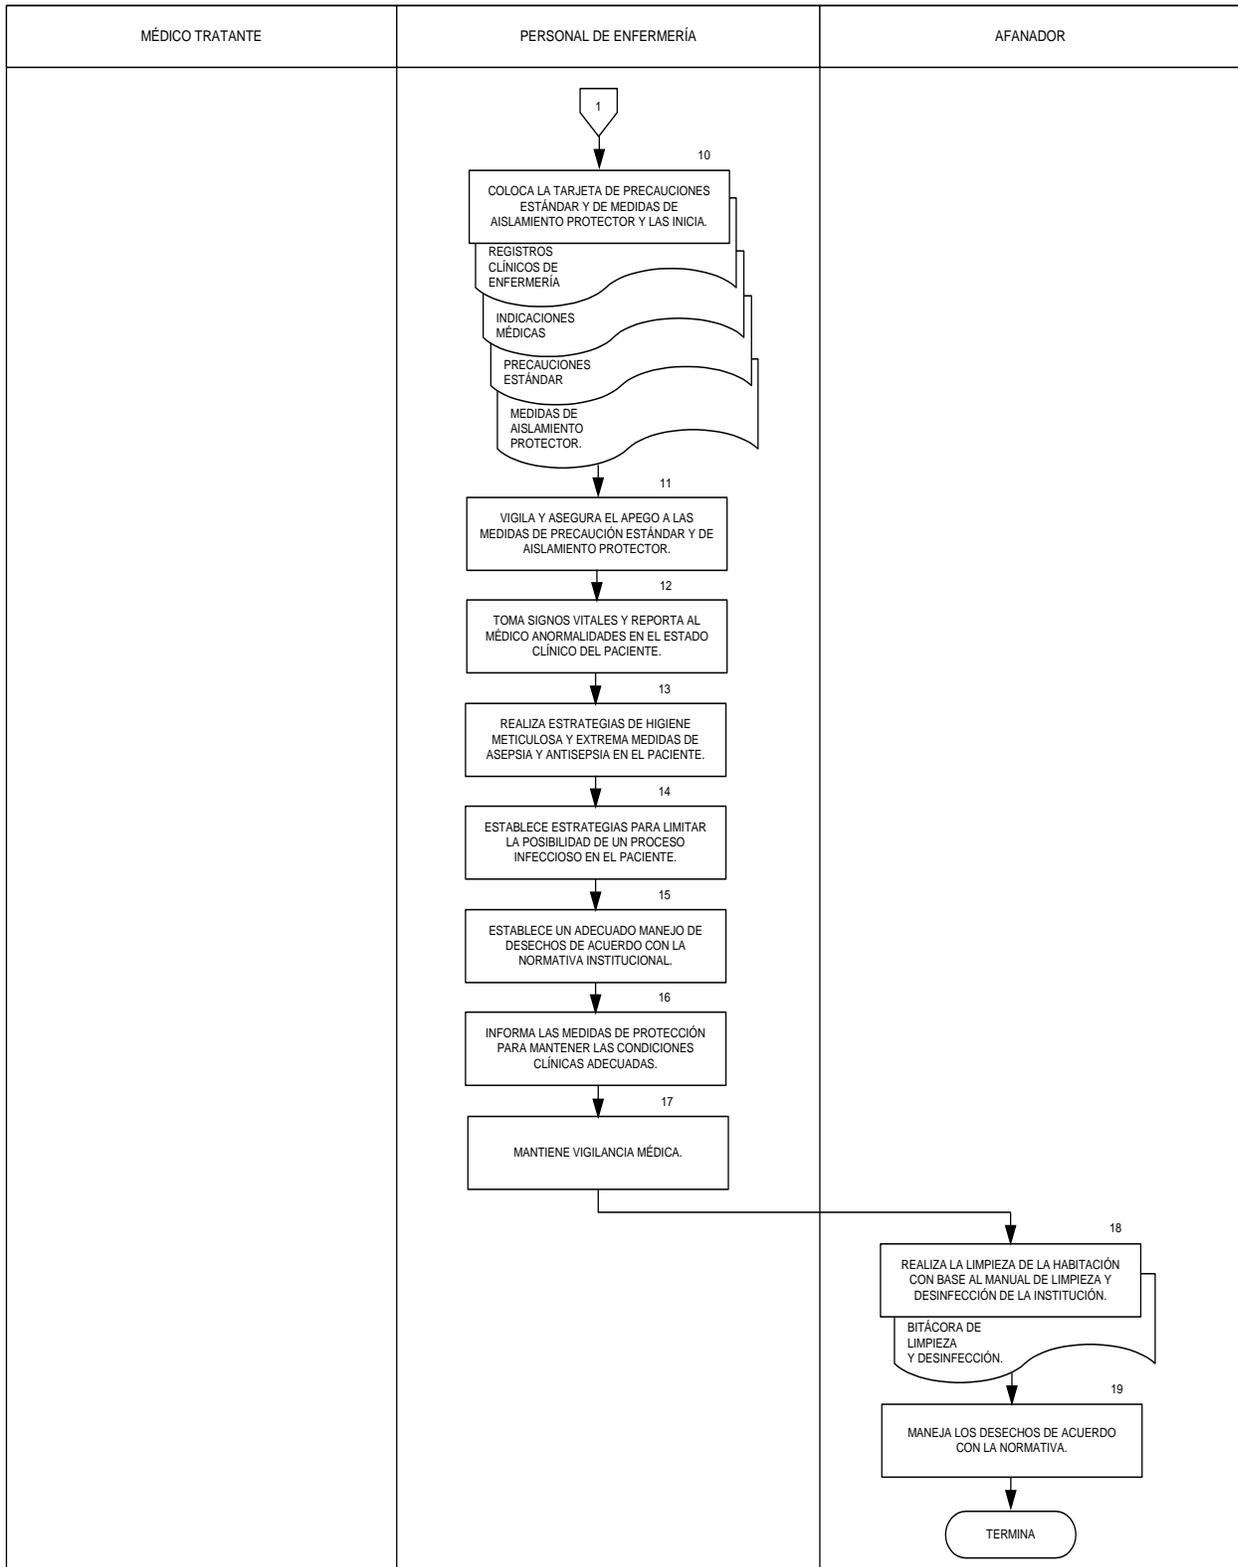 MÉDICO TRATANTE
PERSONAL DE ENFERMERÍA
AFANADOR
1
10
COLOCA LA TARJETA DE PRECAUCIONES
ESTÁNDAR Y DE MEDIDAS DE
AISLAMIENTO PROTECTOR Y LAS INICIA.
REGISTROS
CLÍNICOS DE
ENFERMERÍA
INDICACIONES
MÉDICAS
PRECAUCIONES
ESTÁNDAR
MEDIDAS DE
AISLAMIENTO
PROTECTOR.
11
VIGILA Y ASEGURA EL APEGO A LAS
MEDIDAS DE PRECAUCIÓN ESTÁNDAR Y DE
AISLAMIENTO PROTECTOR.
12
TOMA SIGNOS VITALES Y REPORTA AL
MÉDICO ANORMALIDADES EN EL ESTADO
CLÍNICO DEL PACIENTE.
13
REALIZA ESTRATEGIAS DE HIGIENE
METICULOSA Y EXTREMA MEDIDAS DE
ASEPSIA Y ANTISEPSIA EN EL PACIENTE.
14
ESTABLECE ESTRATEGIAS PARA LIMITAR
LA POSIBILIDAD DE UN PROCESO
INFECCIOSO EN EL PACIENTE.
15
ESTABLECE UN ADECUADO MANEJO DE
DESECHOS DE ACUERDO CON LA
NORMATIVA INSTITUCIONAL.
16
INFORMA LAS MEDIDAS DE PROTECCIÓN
PARA MANTENER LAS CONDICIONES
CLÍNICAS ADECUADAS.
17
MANTIENE VIGILANCIA MÉDICA.
18
REALIZA LA LIMPIEZA DE LA HABITACIÓN
CON BASE AL MANUAL DE LIMPIEZA Y
DESINFECCIÓN DE LA INSTITUCIÓN.
BITÁCORA DE
LIMPIEZA
Y DESINFECCIÓN.
19
MANEJA LOS DESECHOS DE ACUERDO
CON LA NORMATIVA.
TERMINA